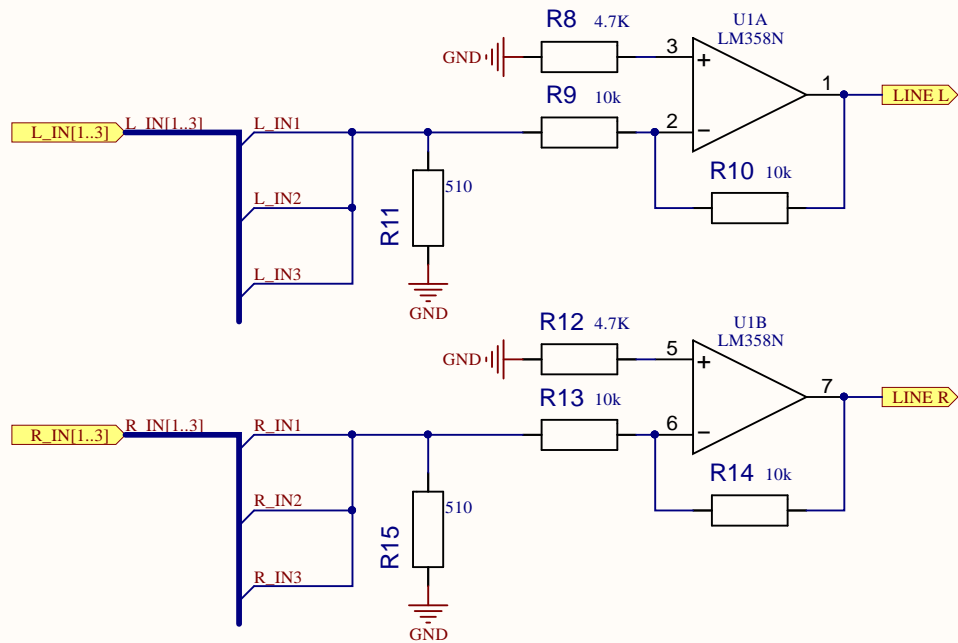 R8 4.7K
U1A
LM358N
GND
3
1
LINE L
R9 10k
2
L_IN[1..3]
L_IN[1..3]
L_IN1
L_IN2
L_IN3
R10 10k
R11
510
GND
R12 4.7K
U1B
LM358N
GND
5
7
LINE R
R13 10k
6
R_IN[1..3]
R_IN[1..3]
R_IN1
R_IN2
R_IN3
R14 10k
R15
510
GND